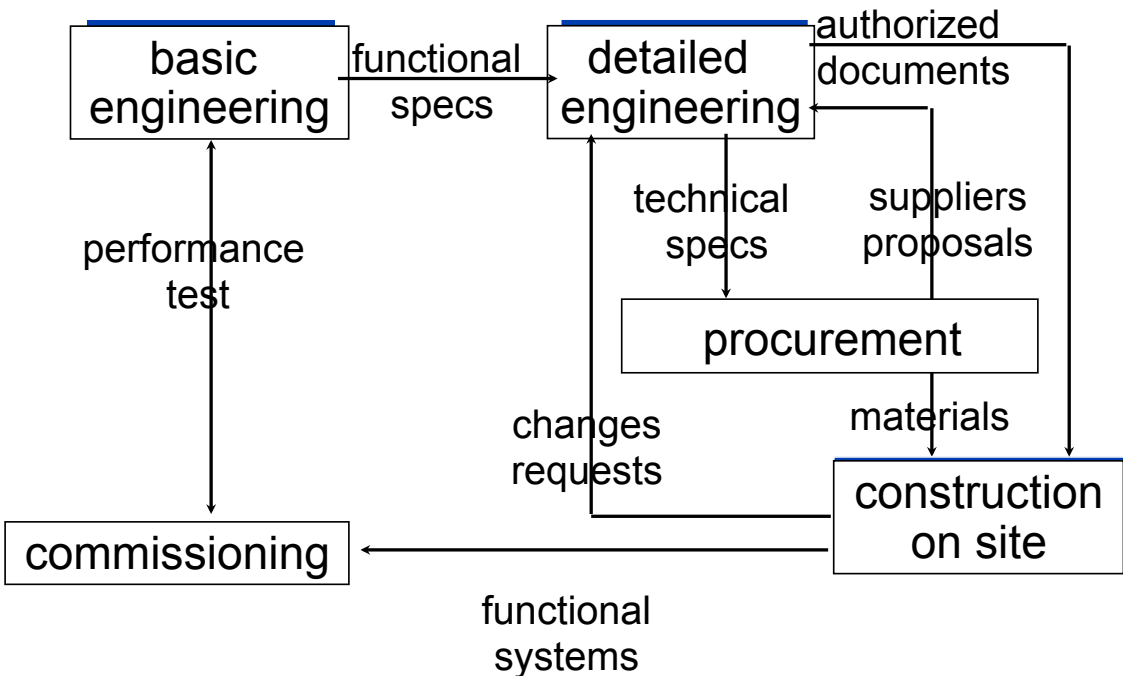 basic
engineering
functional
specs
detailed
engineering
authorized
documents
technical
specs
suppliers
proposals
performance
test
procurement
changes
requests
materials
construction
on site
commissioning
functional
systems